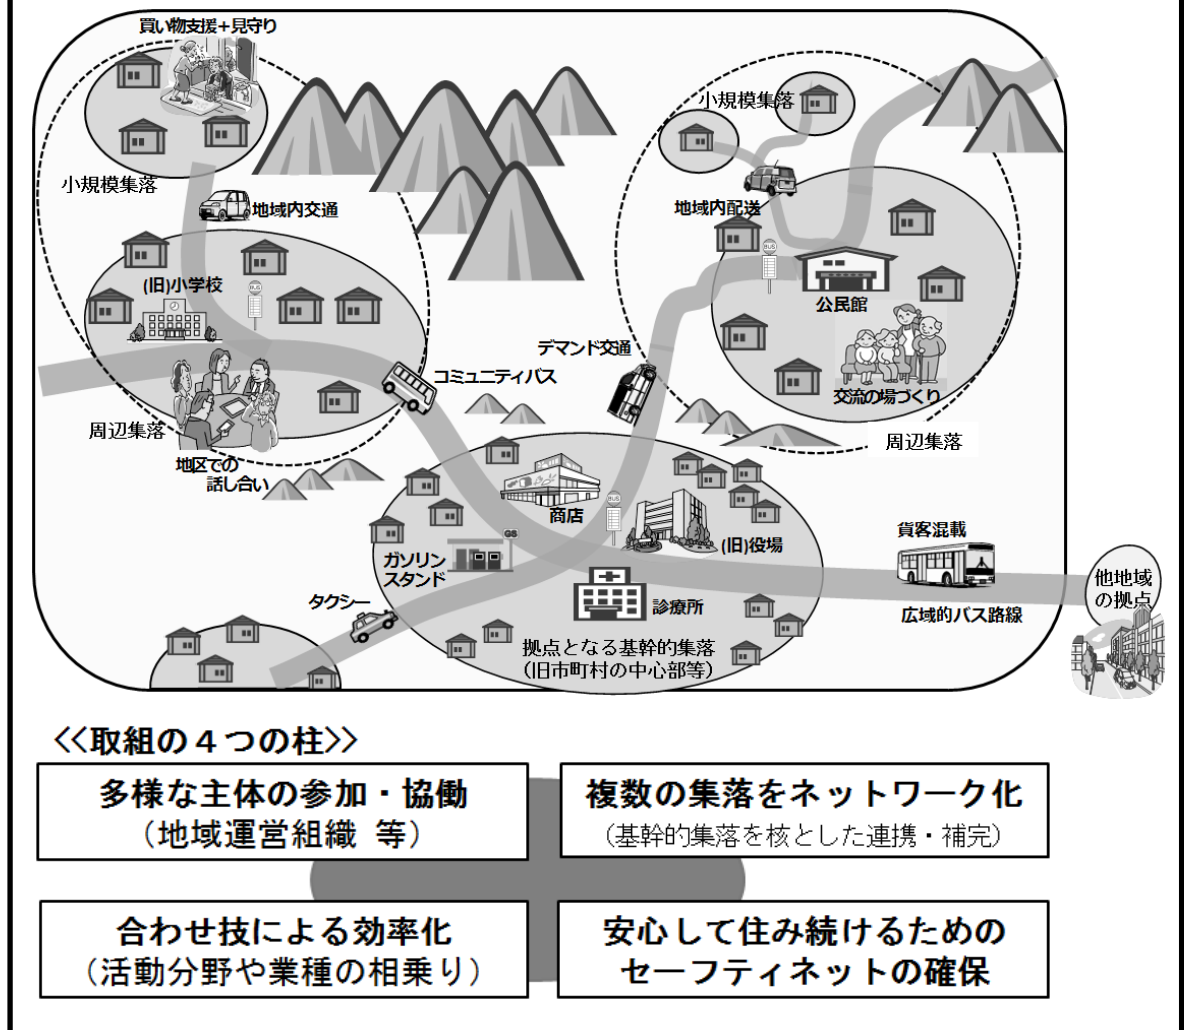 買い物支援＋見守り
小規模集落
地域内交通
(旧)小学校
BUS
周辺集落
地区での
話し合い
コミュニティバス
小規模集落
地域内配送
BUS
公民館
交流の場づくり
周辺集落
デマンド交通
商店
BUS
(旧)役場
GS
ガソリン
スタンド
診療所
タクシー
拠点となる基幹的集落
（旧市町村の中心部等）
貨客混載
広域的バス路線
他地域
の拠点
<<取組の４つの柱>>
多様な主体の参加・協働
（地域運営組織 等）
複数の集落をネットワーク化
（基幹的集落を核とした連携・補完）
合わせ技による効率化
（活動分野や業種の相乗り）
安心して住み続けるための
セーフティネットの確保